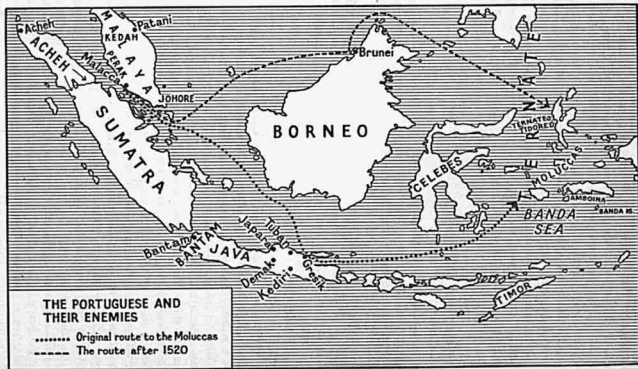 Acheh
Patani
MALAYA
KEDAH
ACHEH
PERAK
Malacca
JOHORE
SUMATRA
Brunei
BORNEO
TERNATE
TERNATE
TIDORE
MOLUCCAS
CELEBES
AMBOINA
BANDA IS.
BANDA
SEA
Bantam
BANTAM
JAVA
Japara
Tuban
Gresik
Demak
Kediri
TIMOR
THE PORTUGUESE AND
THEIR ENEMIES
Original route to the Moluccas
The route after 1520